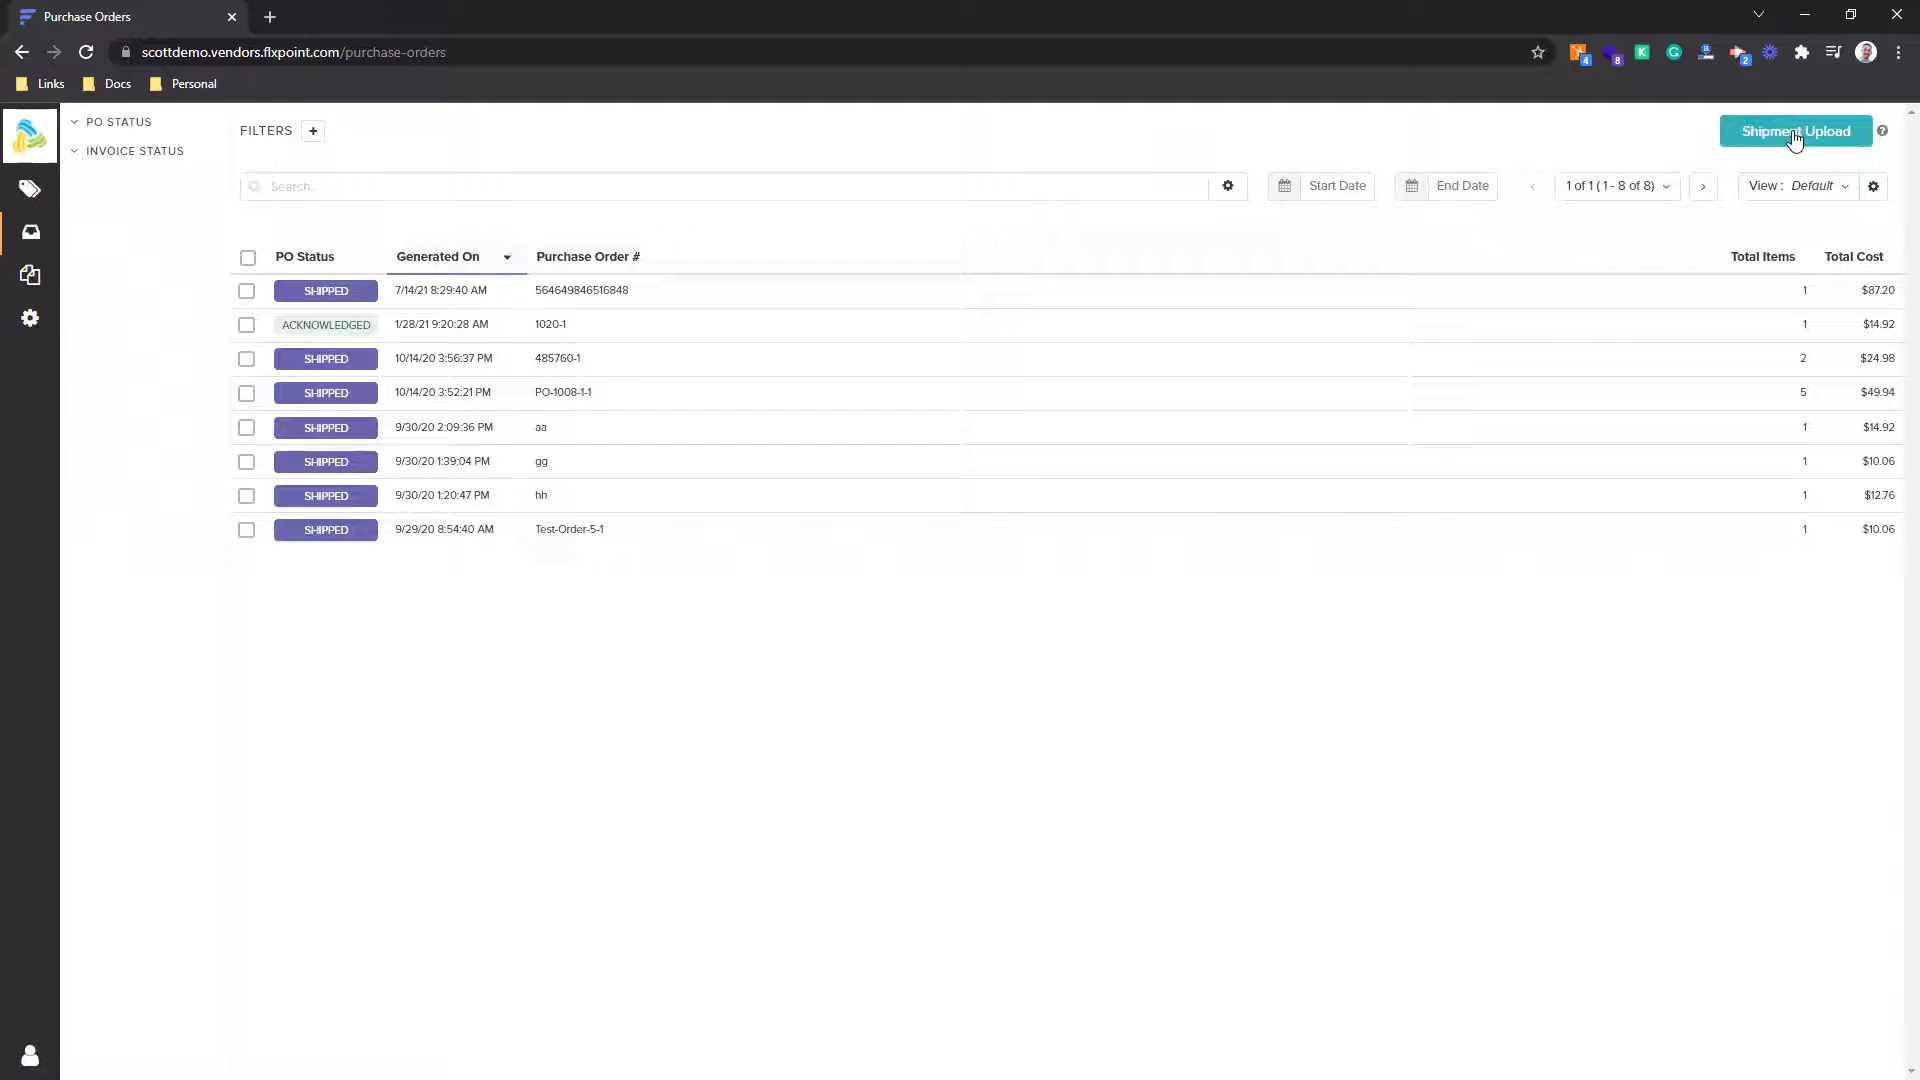 Purchase Orders
scottdemo.vendors.flxpoint.com/purchase-orders
4
8
K
G
a
2
Links Docs Personal
PO STATUS
INVOICE STATUS
FILTERS +
Shipment Upload ?
Search..
Start Date
End Date
1 of 1 ( 1 - 8 of 8)
View : Default
PO Status Generated On Purchase Order # Total Items Total Cost
SHIPPED 7/14/21 8:29:40 AM 564649846516848 1 $87.20
ACKNOWLEDGED 1/28/21 9:20:28 AM 1020-1 1 $14.92
SHIPPED 10/14/20 3:56:37 PM 485760-1 2 $24.98
SHIPPED 10/14/20 3:52:21 PM PO-1008-1-1 5 $49.94
SHIPPED 9/30/20 2:09:36 PM aa 1 $14.92
SHIPPED 9/30/20 1:39:04 PM gg 1 $10.06
SHIPPED 9/30/20 1:20:47 PM hh 1 $12.76
SHIPPED 9/29/20 8:54:40 AM Test-Order-5-1 1 $10.06